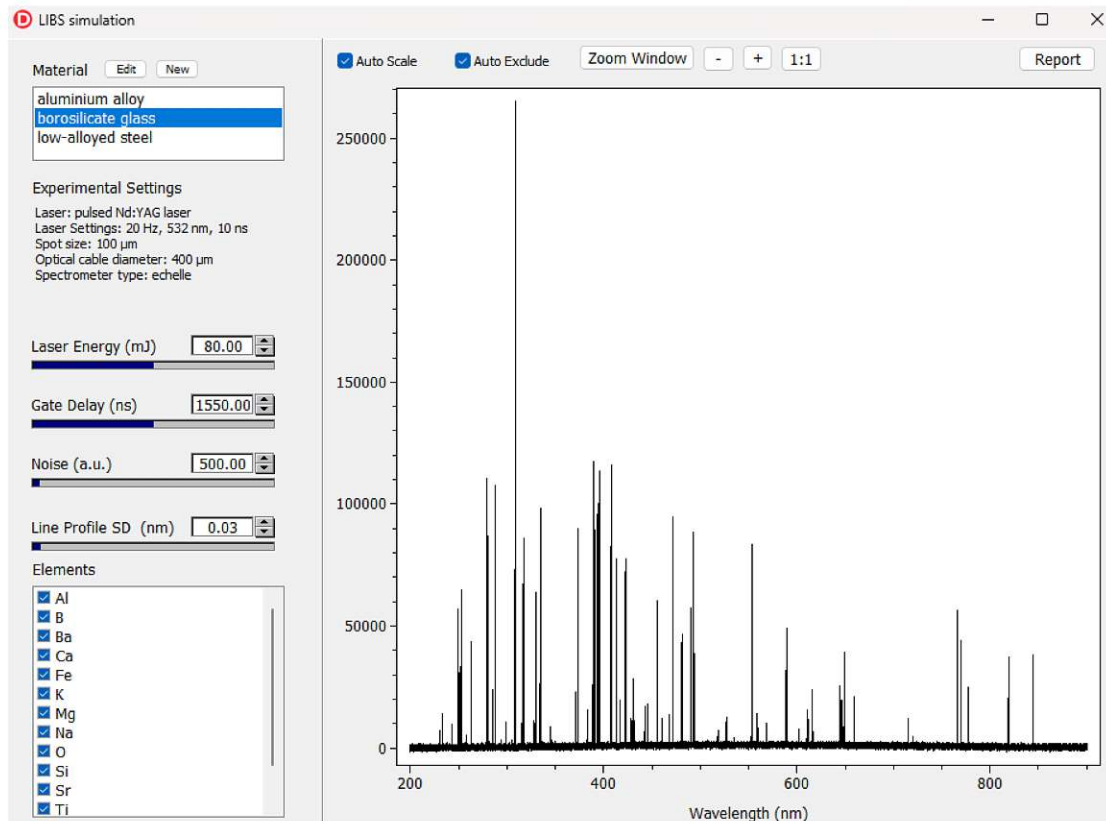 D LIBS simulation
Material Edit New
aluminium alloy
borosilicate glass
low-alloyed steel
Experimental Settings
Laser: pulsed Nd:YAG laser
Laser Settings: 20 Hz, 532 nm, 10 ns
Spot size: 100 µm
Optical cable diameter: 400 µm
Spectrometer type: echelle
Laser Energy (mJ) 80.00
Gate Delay (ns) 1550.00
Noise (a.u.) 500.00
Line Profile SD (nm) 0.03
Elements
Al
B
Ba
Ca
Fe
K
Mg
Na
O
Si
Sr
Ti
Auto Scale Auto Exclude Zoom Window - + 1:1 Report
250000
200000
150000
100000
50000
0
200 400 600 800
Wavelength (nm)